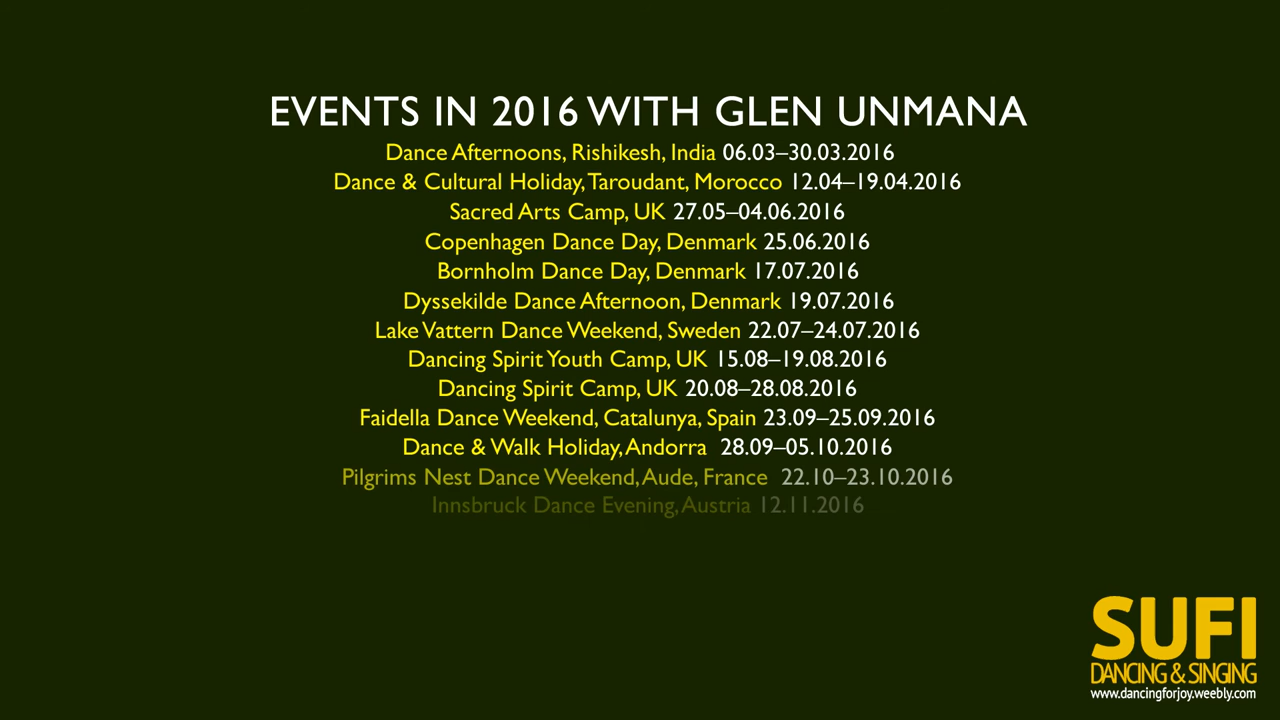 EVENTS IN 2016 WITH GLEN UNMANA
Dance Afternoons, Rishikesh, India 06.03–30.03.2016
Dance & Cultural Holiday, Taroudant, Morocco 12.04–19.04.2016
Sacred Arts Camp, UK 27.05–04.06.2016
Copenhagen Dance Day, Denmark 25.06.2016
Bornholm Dance Day, Denmark 17.07.2016
Dyssekilde Dance Afternoon, Denmark 19.07.2016
Lake Vattern Dance Weekend, Sweden 22.07–24.07.2016
Dancing Spirit Youth Camp, UK 15.08–19.08.2016
Dancing Spirit Camp, UK 20.08–28.08.2016
Faidella Dance Weekend, Catalunya, Spain 23.09–25.09.2016
Dance & Walk Holiday, Andorra 28.09–05.10.2016
Pilgrims Nest Dance Weekend, Aude, France 22.10–23.10.2016
Innsbruck Dance Evening, Austria 12.11.2016
SUFI
DANCING & SINGING
www.dancingforjoy.weebly.com